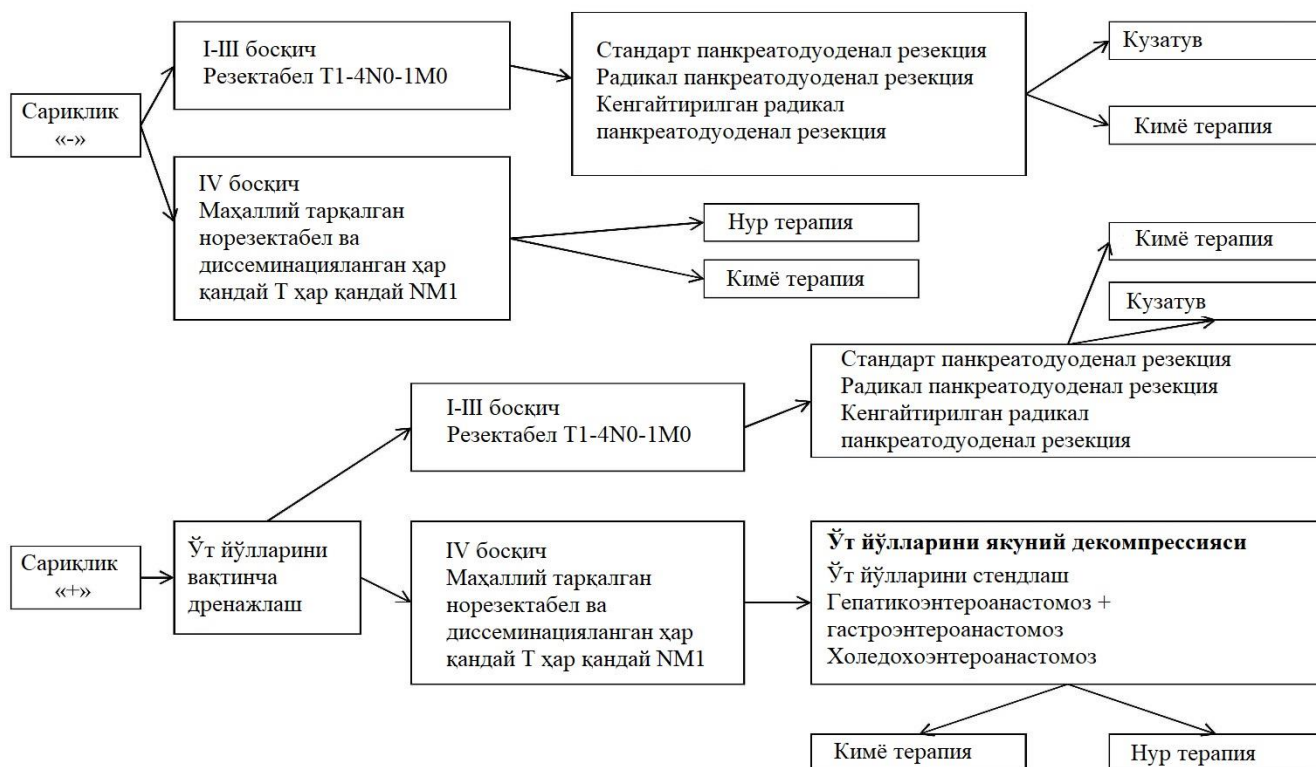 Сариқлик
«-»
I-III босқич
Резектабел T1-4N0-1M0
Стандарт панкреатодуоденал резекция
Радикал панкреатодуоденал резекция
Кенгайтирилган радикал
панкреатодуоденал резекция
Кузатув
Кимё терапия
IV босқич
Маҳаллий тарқалган
норезектабел ва
диссеминацияланган ҳар
қандай Т ҳар қандай NM1
Нур терапия
Кимё терапия
Сариқлик
«+»
Ўт йўлларини
вақтинча
дренажлаш
I-III босқич
Резектабел T1-4N0-1M0
Стандарт панкреатодуоденал резекция
Радикал панкреатодуоденал резекция
Кенгайтирилган радикал
панкреатодуоденал резекция
Кимё терапия
Кузатув
IV босқич
Маҳаллий тарқалган
норезектабел ва
диссеминацияланган ҳар
қандай Т ҳар қандай NM1
Ўт йўлларини якуний декомпрессияси
Ўт йўлларини стендлаш
Гепатикоэнтероанастомоз +
гастроэнтероанастомоз
Холедохоэнтероанастомоз
Кимё терапия
Нур терапия